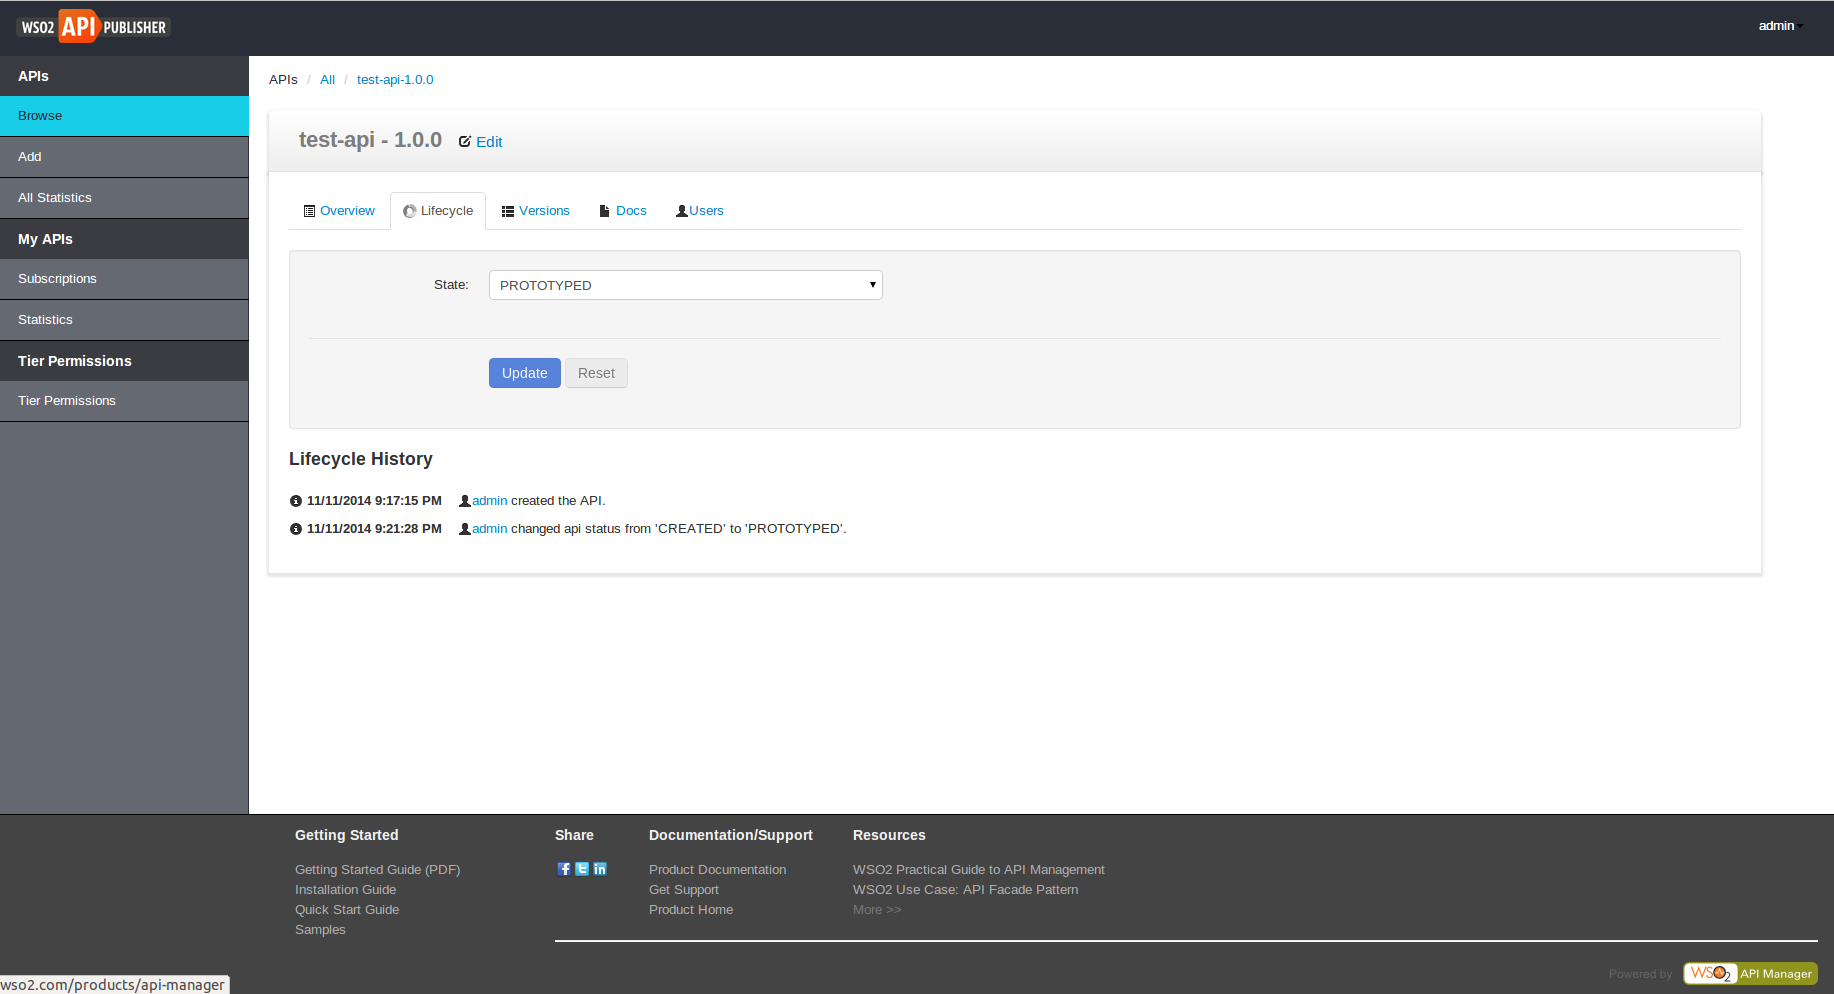 WSO2 API PUBLISHER
admin
APIs
Browse
Add
All Statistics
My APIs
Subscriptions
Statistics
Tier Permissions
Tier Permissions
APIs / All / test-api-1.0.0
test-api - 1.0.0 Edit
Overview Lifecycle Versions Docs Users
State: PROTOTYPED
Update Reset
Lifecycle History
11/11/2014 9:17:15 PM admin created the API.
11/11/2014 9:21:28 PM admin changed api status from 'CREATED' to 'PROTOTYPED'.
Getting Started
Getting Started Guide (PDF)
Installation Guide
Quick Start Guide
Samples
Share
f t in
Documentation/Support
Product Documentation
Get Support
Product Home
Resources
WSO2 Practical Guide to API Management
WSO2 Use Case: API Facade Pattern
More >>
Powered by WSO2 API Manager
wso2.com/products/api-manager